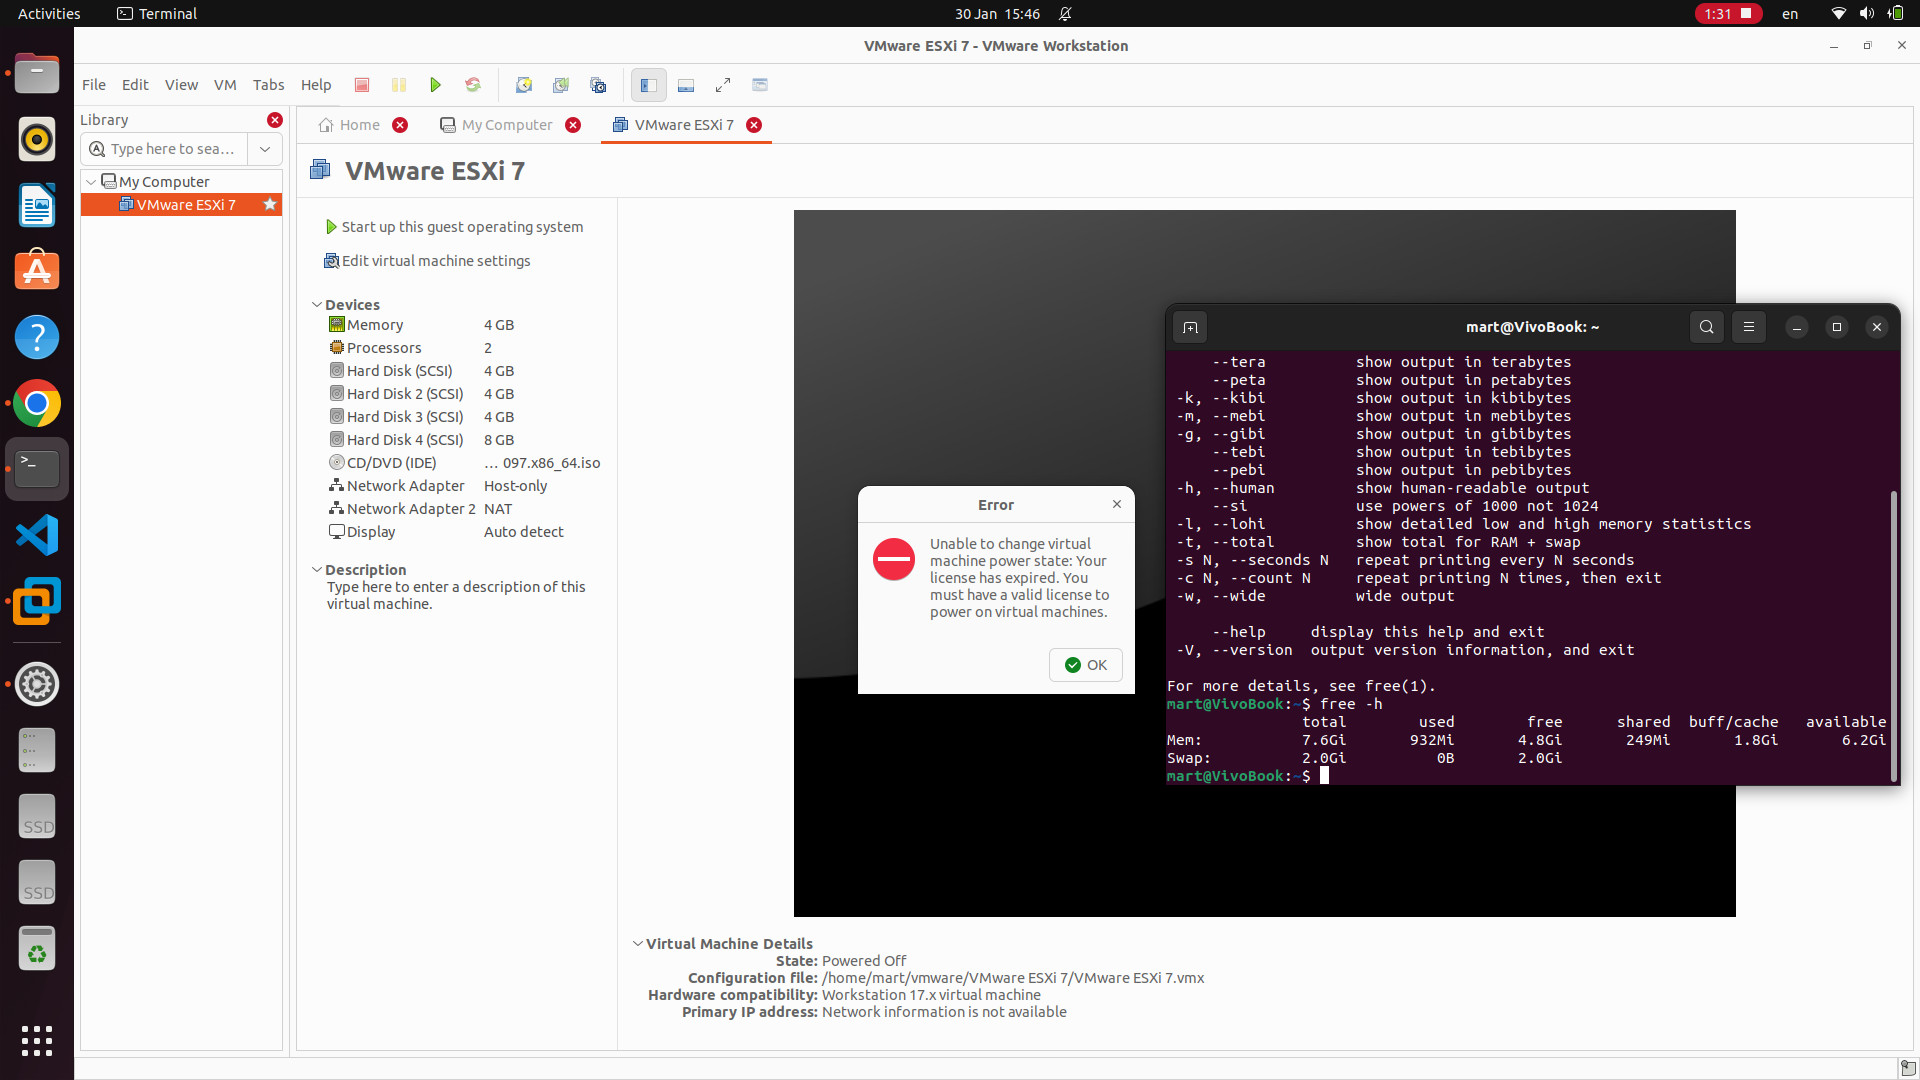 Activities
Terminal
30 Jan 15:46
1:31
en
VMware ESXi 7 - VMware Workstation
File Edit View VM Tabs Help
Library
Type here to sea...
My Computer
VMware ESXi 7
Home
My Computer
VMware ESXi 7
VMware ESXi 7
Start up this guest operating system
Edit virtual machine settings
Devices
Memory 4 GB
Processors 2
Hard Disk (SCSI) 4 GB
Hard Disk 2 (SCSI) 4 GB
Hard Disk 3 (SCSI) 4 GB
Hard Disk 4 (SCSI) 8 GB
CD/DVD (IDE) ... 097.x86_64.iso
Network Adapter Host-only
Network Adapter 2 NAT
Display Auto detect
Description
Type here to enter a description of this
virtual machine.
Error
Unable to change virtual
machine power state: Your
license has expired. You
must have a valid license to
power on virtual machines.
OK
mart@VivoBook: ~
--tera show output in terabytes
--peta show output in petabytes
-k, --kibi show output in kibibytes
-m, --mebi show output in mebibytes
-g, --gibi show output in gibibytes
--tebi show output in tebibytes
--pebi show output in pebibytes
-h, --human show human-readable output
--si use powers of 1000 not 1024
-l, --lohi show detailed low and high memory statistics
-t, --total show total for RAM + swap
-s N, --seconds N repeat printing every N seconds
-c N, --count N repeat printing N times, then exit
-w, --wide wide output
--help display this help and exit
-V, --version output version information, and exit
For more details, see free(1).
mart@VivoBook:~$ free -h
total used free shared buff/cache available
Mem: 7.6Gi 932Mi 4.8Gi 249Mi 1.8Gi 6.2Gi
Swap: 2.0Gi 0B 2.0Gi
mart@VivoBook:~$
Virtual Machine Details
State: Powered Off
Configuration file: /home/mart/vmware/VMware ESXi 7/VMware ESXi 7.vmx
Hardware compatibility: Workstation 17.x virtual machine
Primary IP address: Network information is not available
SSD
SSD